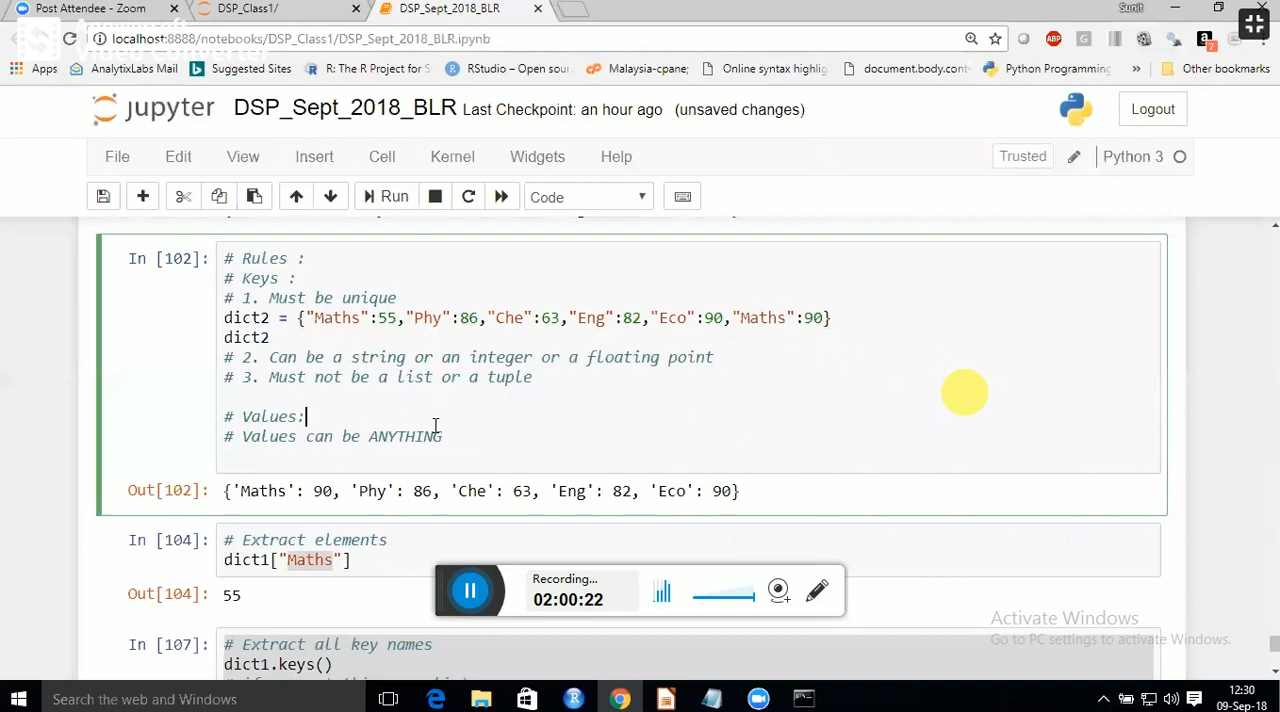 Post Attendee - Zoom
DSP_Class1/
DSP_Sept_2018_BLR
Sunit
localhost:8888/notebooks/DSP_Class1/DSP_Sept_2018_BLR.ipynb
Apps
AnalytixLabs Mail
Suggested Sites
R: The R Project for S
RStudio – Open sour
Malaysia-cpane;
Online syntax highlig
document.body.cont
Python Programming
Other bookmarks
jupyter
DSP_Sept_2018_BLR
Last Checkpoint: an hour ago
(unsaved changes)
Logout
File
Edit
View
Insert
Cell
Kernel
Widgets
Help
Trusted
Python 3
Run
Code
In [102]:
# Rules :
# Keys :
# 1. Must be unique
dict2 = {"Maths":55,"Phy":86,"Che":63,"Eng":82,"Eco":90,"Maths":90}
dict2
# 2. Can be a string or an integer or a floating point
# 3. Must not be a list or a tuple
# Values:
# Values can be ANYTHING
Out[102]:
{'Maths': 90, 'Phy': 86, 'Che': 63, 'Eng': 82, 'Eco': 90}
In [104]:
# Extract elements
dict1["Maths"]
Out[104]:
55
Recording...
02:00:22
Activate Windows
Go to PC settings to activate Windows.
In [107]:
# Extract all key names
dict1.keys()
Search the web and Windows
12:30
09-Sep-18